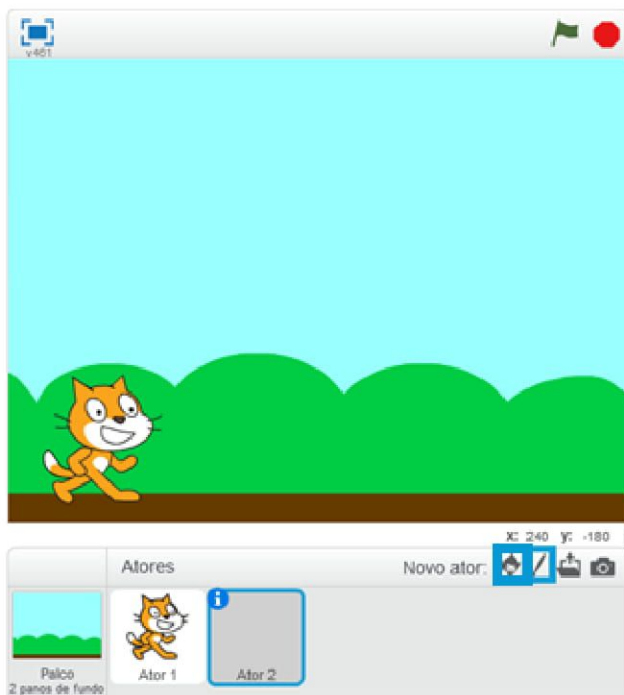 v461
x: 240 y: -180
Atores
Novo ator:
Palco
2 panos de fundo
Ator 1
Ator 2